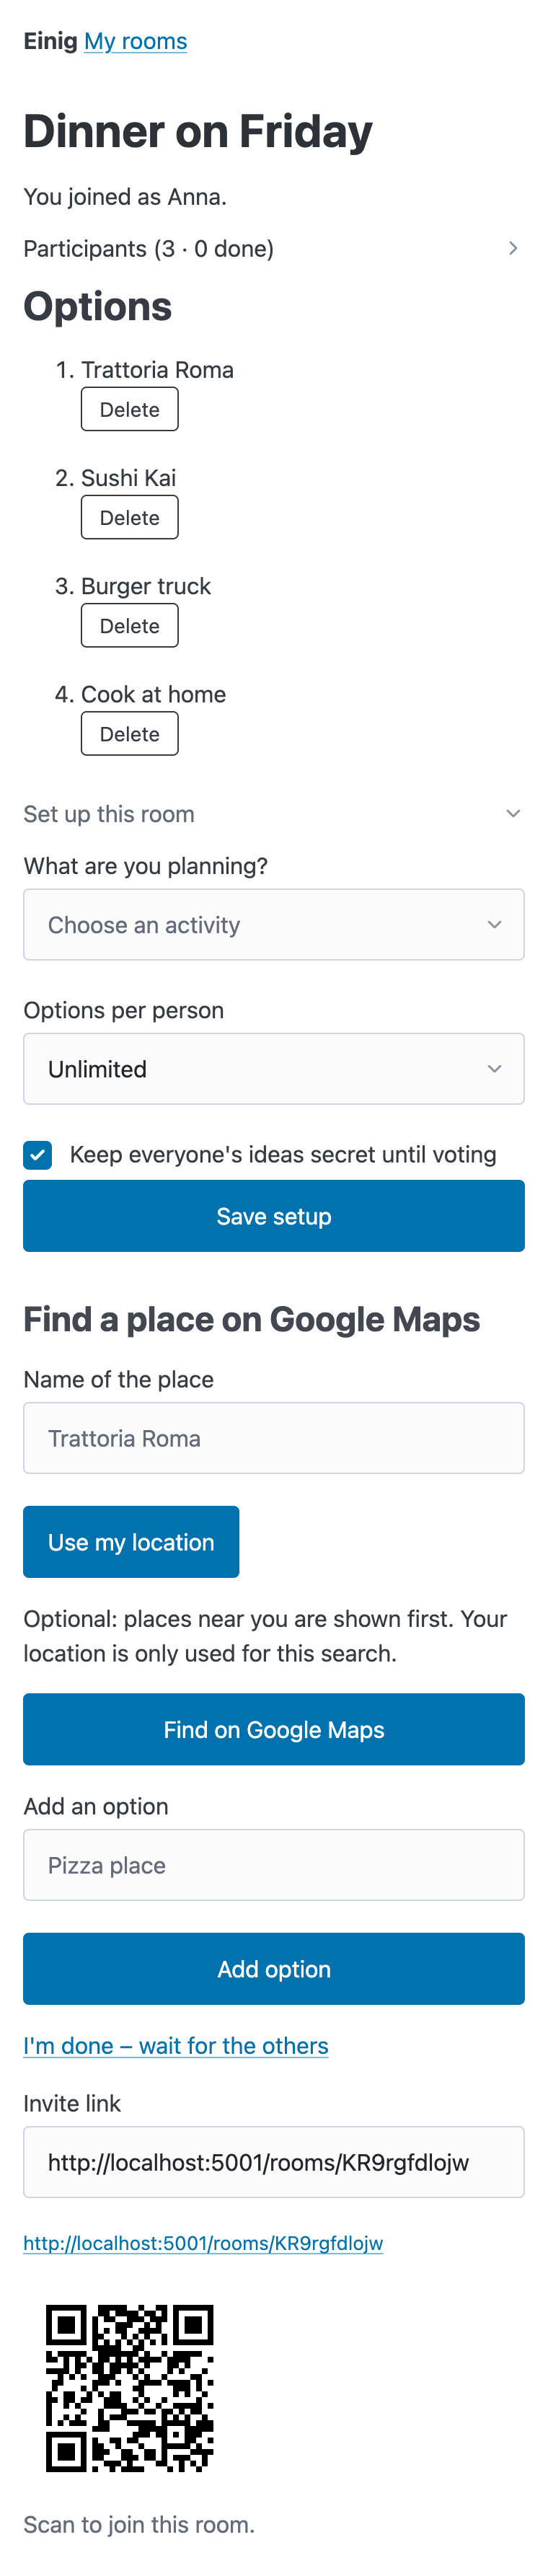 Einig My rooms
Dinner on Friday
You joined as Anna.
Participants (3 · 0 done)
Options
1. Trattoria Roma
Delete
2. Sushi Kai
Delete
3. Burger truck
Delete
4. Cook at home
Delete
Set up this room
What are you planning?
Choose an activity
Options per person
Unlimited
Keep everyone's ideas secret until voting
Save setup
Find a place on Google Maps
Name of the place
Trattoria Roma
Use my location
Optional: places near you are shown first. Your
location is only used for this search.
Find on Google Maps
Add an option
Pizza place
Add option
I'm done – wait for the others
Invite link
http://localhost:5001/rooms/KR9rgfdlojw
http://localhost:5001/rooms/KR9rgfdlojw
Scan to join this room.